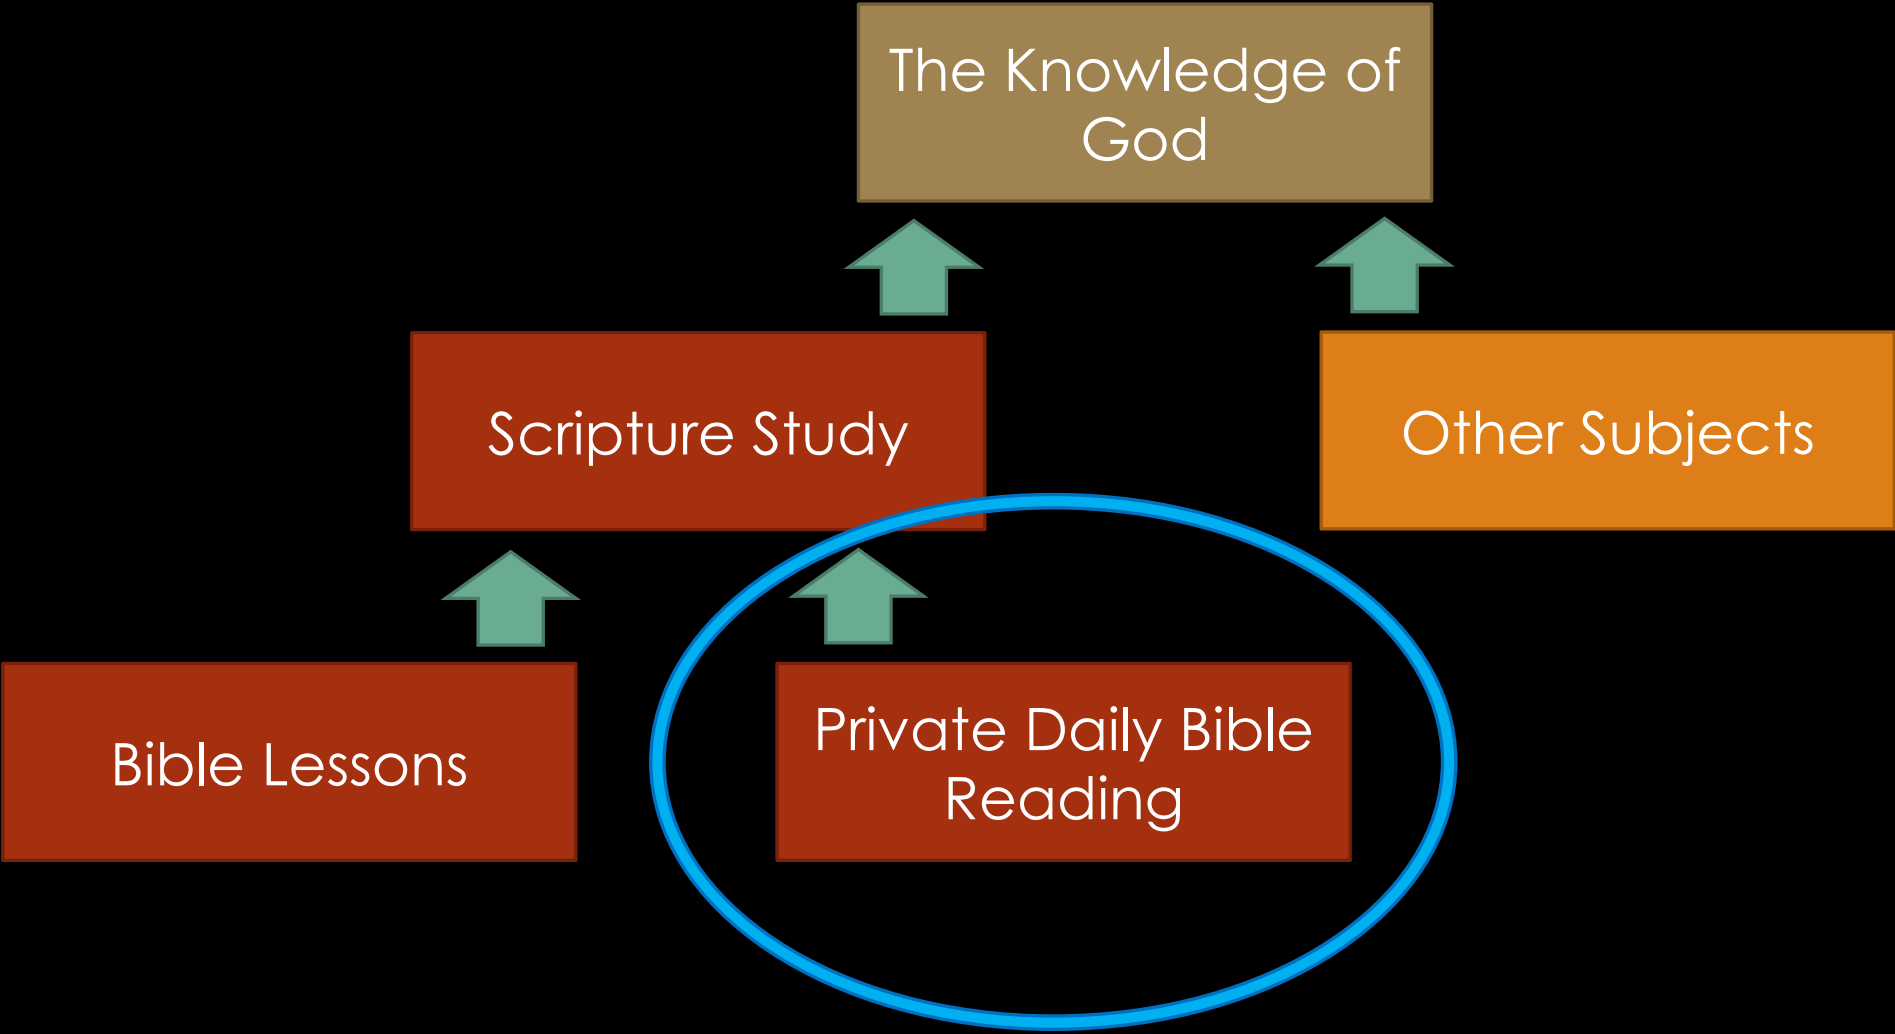 The Knowledge of
God
Scripture Study
Other Subjects
Bible Lessons
Private Daily Bible
Reading